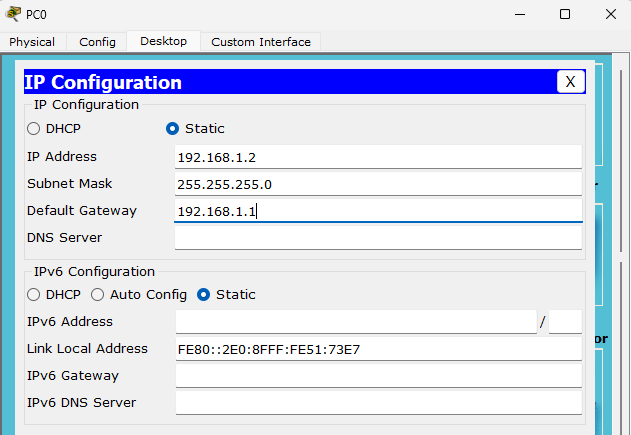 PC0
Physical Config Desktop Custom Interface
IP Configuration X
IP Configuration
DHCP Static
IP Address 192.168.1.2
Subnet Mask 255.255.255.0
Default Gateway 192.168.1.1
DNS Server
IPv6 Configuration
DHCP Auto Config Static
IPv6 Address /
Link Local Address FE80::2E0:8FFF:FE51:73E7
IPv6 Gateway
IPv6 DNS Server
or